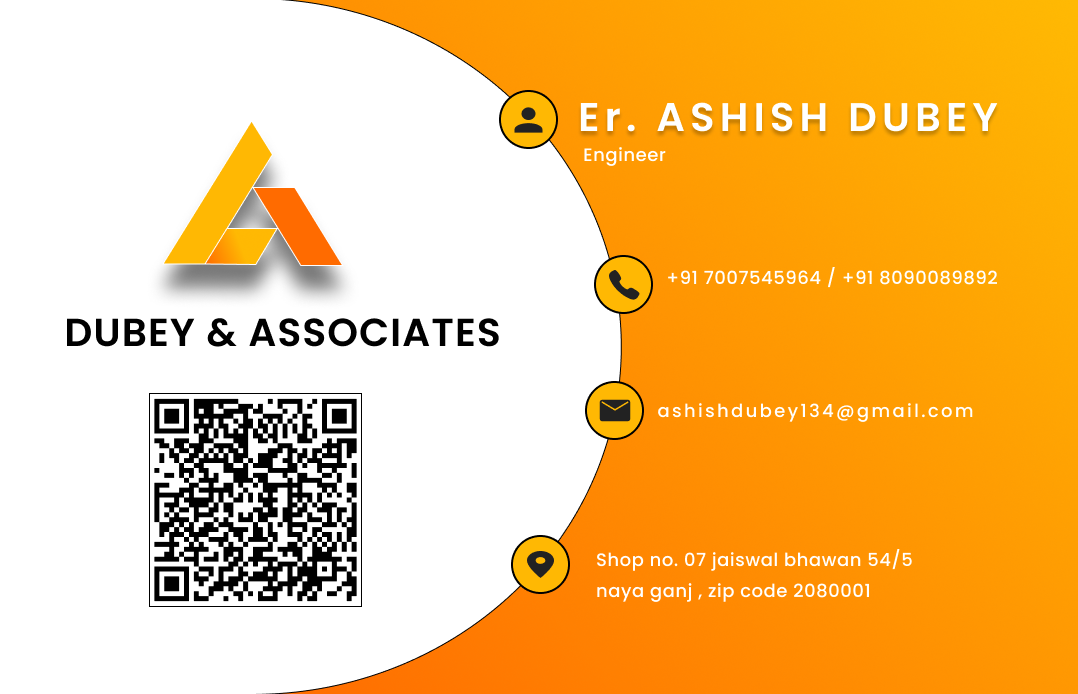 Er. ASHISH DUBEY
Engineer
+91 7007545964 / +91 8090089892
DUBEY & ASSOCIATES
ashishdubey134@gmail.com
Shop no. 07 jaiswal bhawan 54/5
naya ganj , zip code 2080001